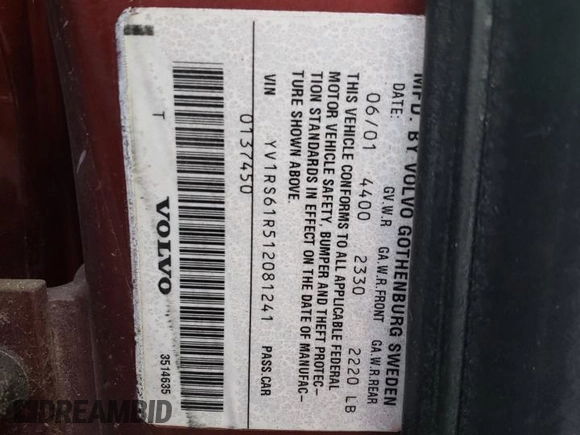 MFD. BY VOLVO GOTHENBURG SWEDEN
DATE: G.V.W.R GA.W.R.FRONT GA.W.R.REAR
06/01 4400 2330 2220 LB
THIS VEHICLE CONFORMS TO ALL APPLICABLE FEDERAL
MOTOR VEHICLE SAFETY, BUMPER AND THEFT PROTEC-
TION STANDARDS IN EFFECT ON THE DATE OF MANUFAC-
TURE SHOWN ABOVE.
VIN YV1RS61R512081241 PASS.CAR
0137450
T VOLVO 3514635
DREAMBID